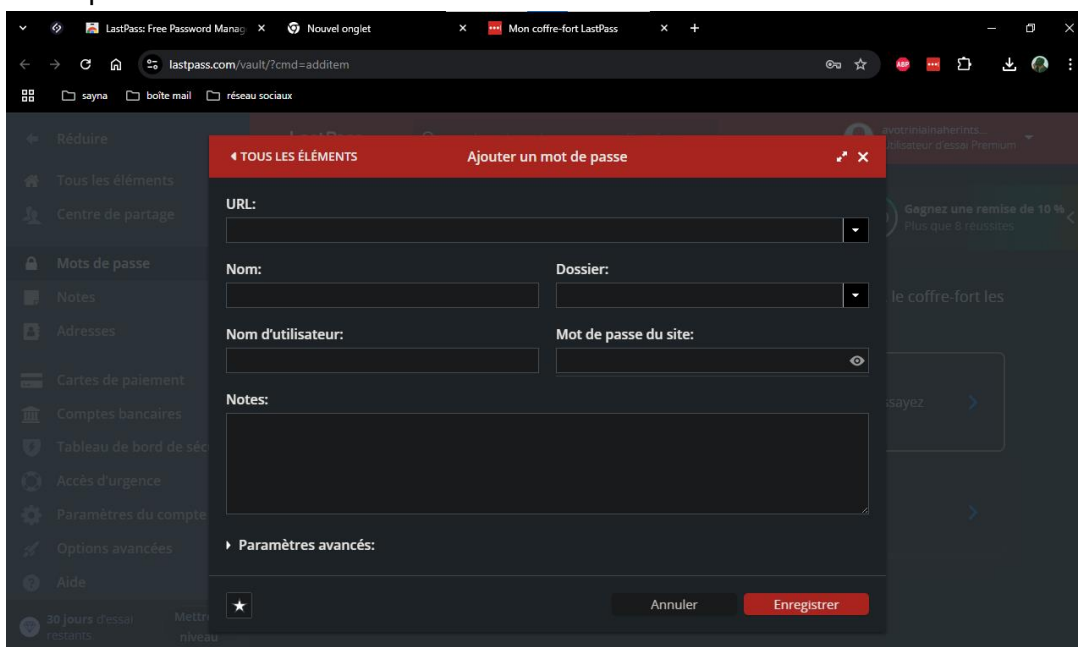 LastPass: Free Password Manag
Nouvel onglet
Mon coffre-fort LastPass
lastpass.com/vault/?cmd=additem
ABP
sayna
boîte mail
réseau sociaux
Réduire
LastPass
avotriniainaherints...
Utilisateur d'essai Premium
TOUS LES ÉLÉMENTS
Ajouter un mot de passe
Tous les éléments
Centre de partage
Gagnez une remise de 10 %
Plus que 8 réussites
URL:
Mots de passe
Nom:
Dossier:
Notes
le coffre-fort les
Adresses
Nom d'utilisateur:
Mot de passe du site:
Cartes de paiement
Notes:
ssayez
Comptes bancaires
Tableau de bord de séc
Accès d'urgence
Paramètres du compte
Options avancées
Paramètres avancés:
Aide
30 jours d'essai
restants
Mettre
niveau
Annuler
Enregistrer